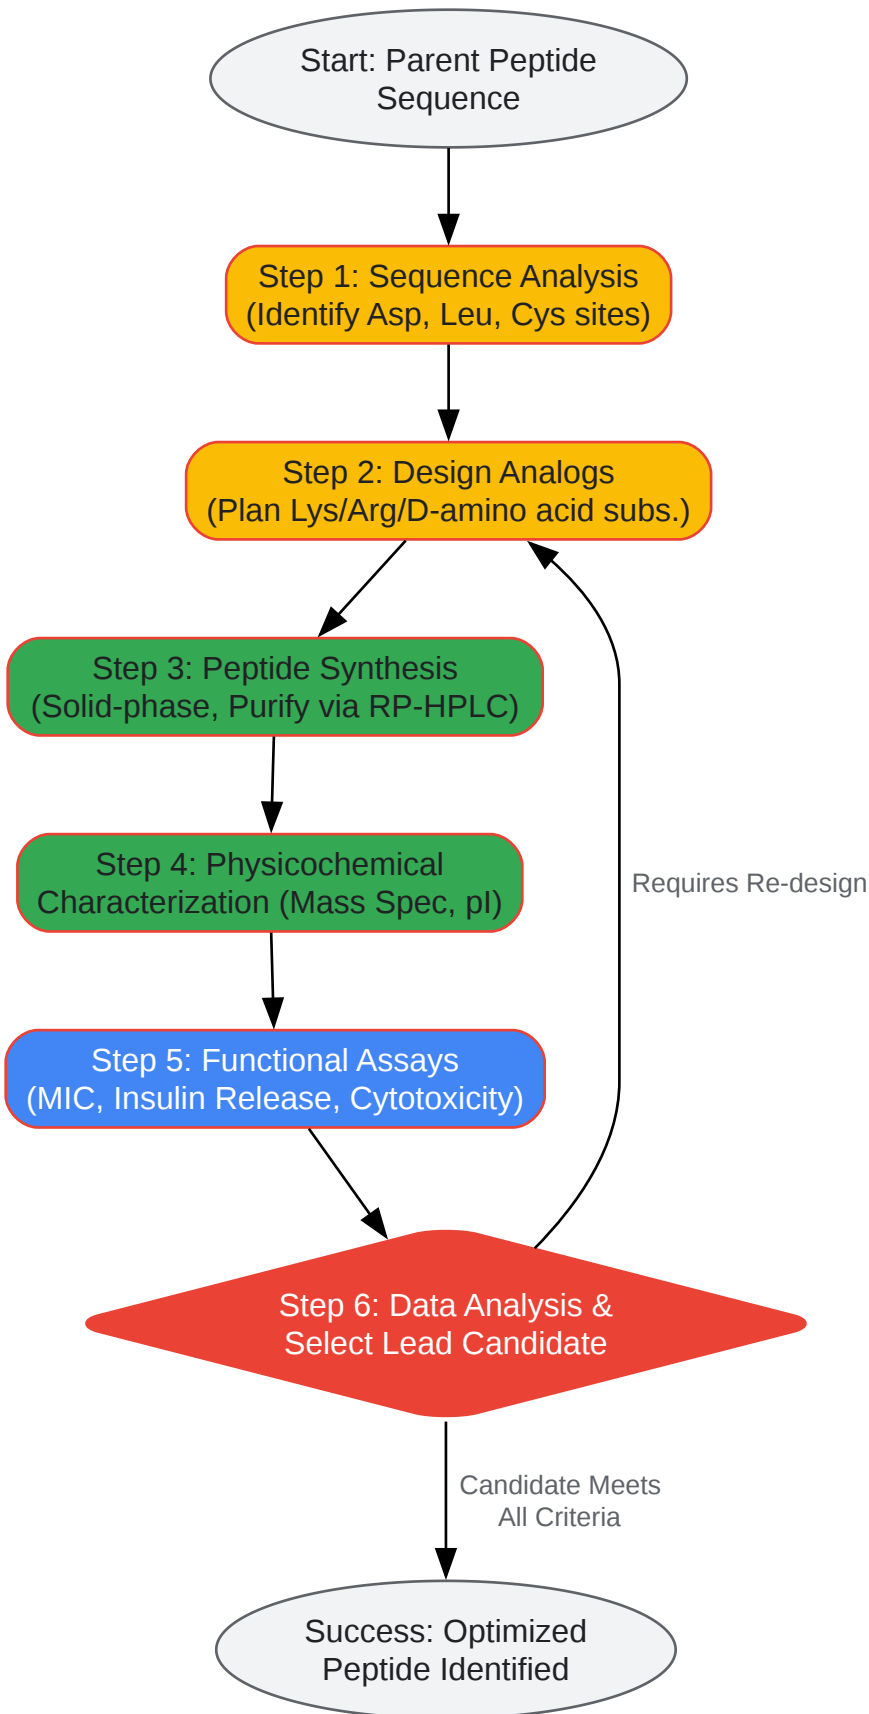 Start: Parent Peptide
Sequence
Step 1: Sequence Analysis
(Identify Asp, Leu, Cys sites)
Step 2: Design Analogs
(Plan Lys/Arg/D-amino acid subs.)
Step 3: Peptide Synthesis
(Solid-phase, Purify via RP-HPLC)
Step 4: Physicochemical
Characterization (Mass Spec, pI)
Requires Re-design
Step 5: Functional Assays
(MIC, Insulin Release, Cytotoxicity)
Step 6: Data Analysis &
Select Lead Candidate
Candidate Meets
All Criteria
Success: Optimized
Peptide Identified